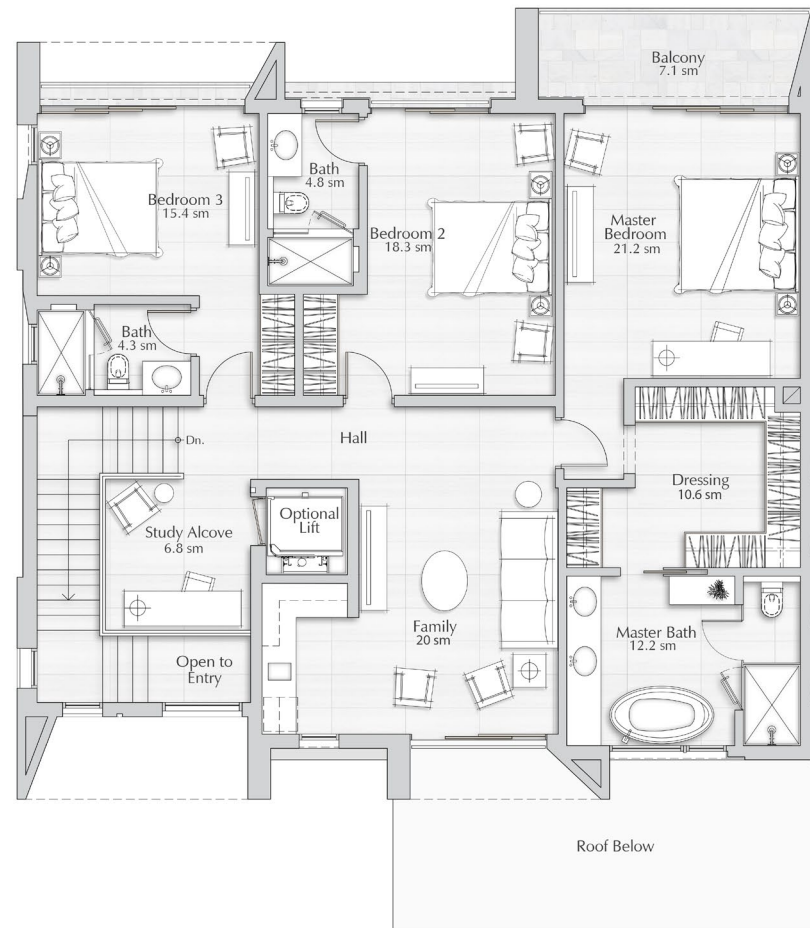 Balcony
7.1 sm
Bath
4.8 sm
Bedroom 3
15.4 sm
Bedroom 2
18.3 sm
Master
Bedroom
21.2 sm
Bath
4.3 sm
Dn.
Hall
Dressing
10.6 sm
Optional
Lift
Study Alcove
6.8 sm
Family
20 sm
Master Bath
12.2 sm
Open to
Entry
Roof Below